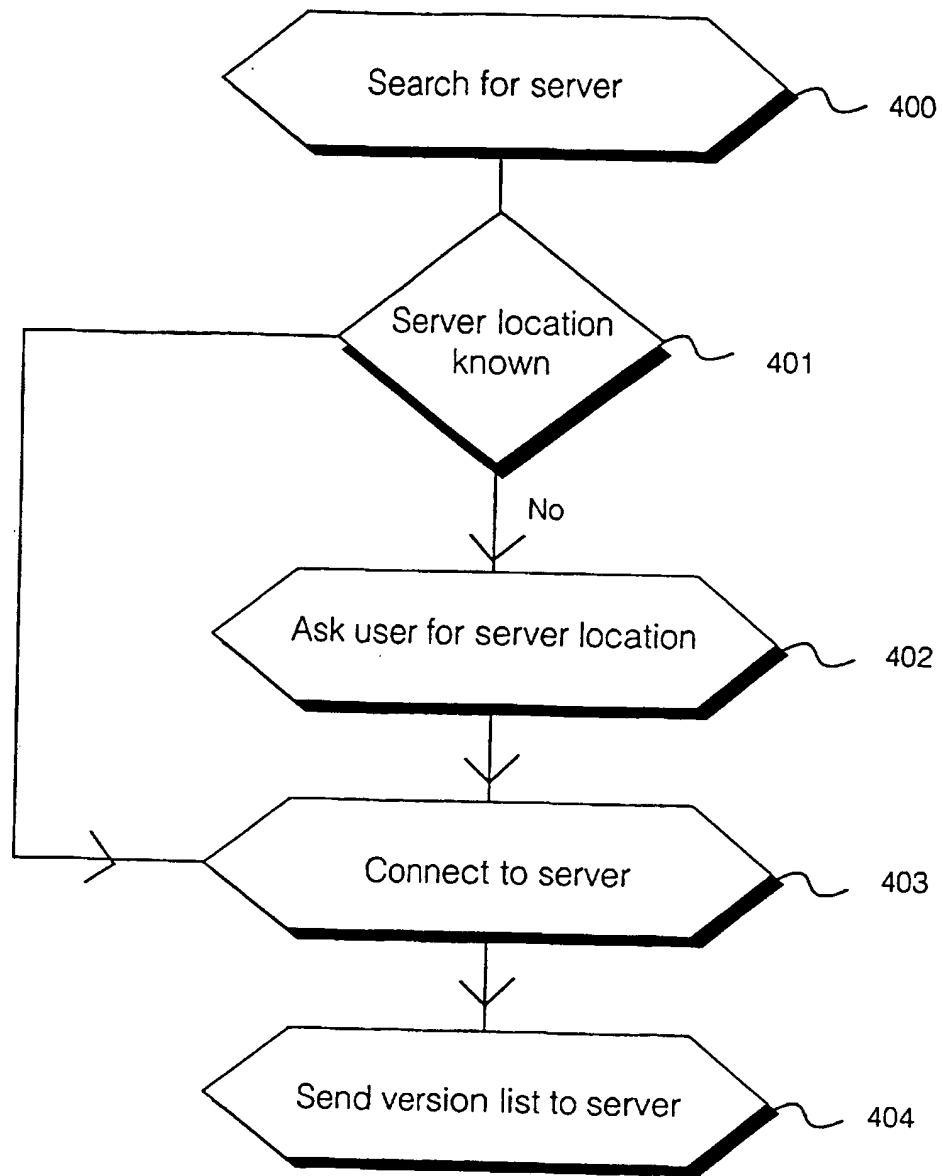 Search for server
400
Server location
known
401
No
Ask user for server location
402
Connect to server
403
Send version list to server
404